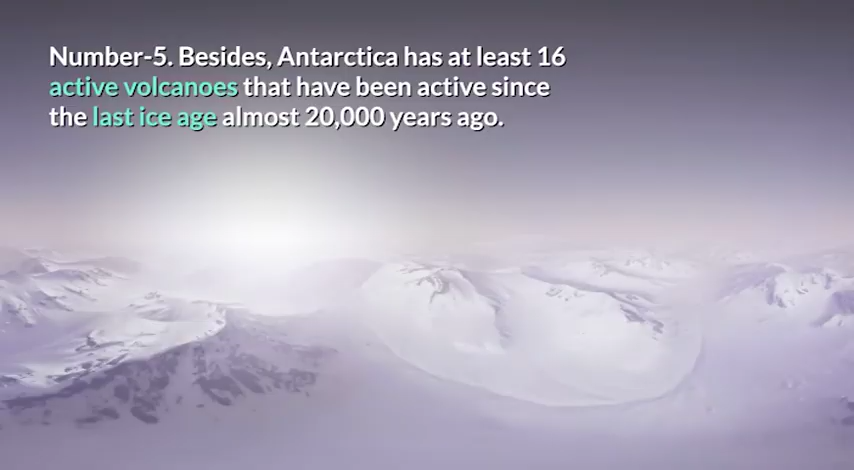 Number-5. Besides, Antarctica has at least 16
active volcanoes that have been active since
the last ice age almost 20,000 years ago.